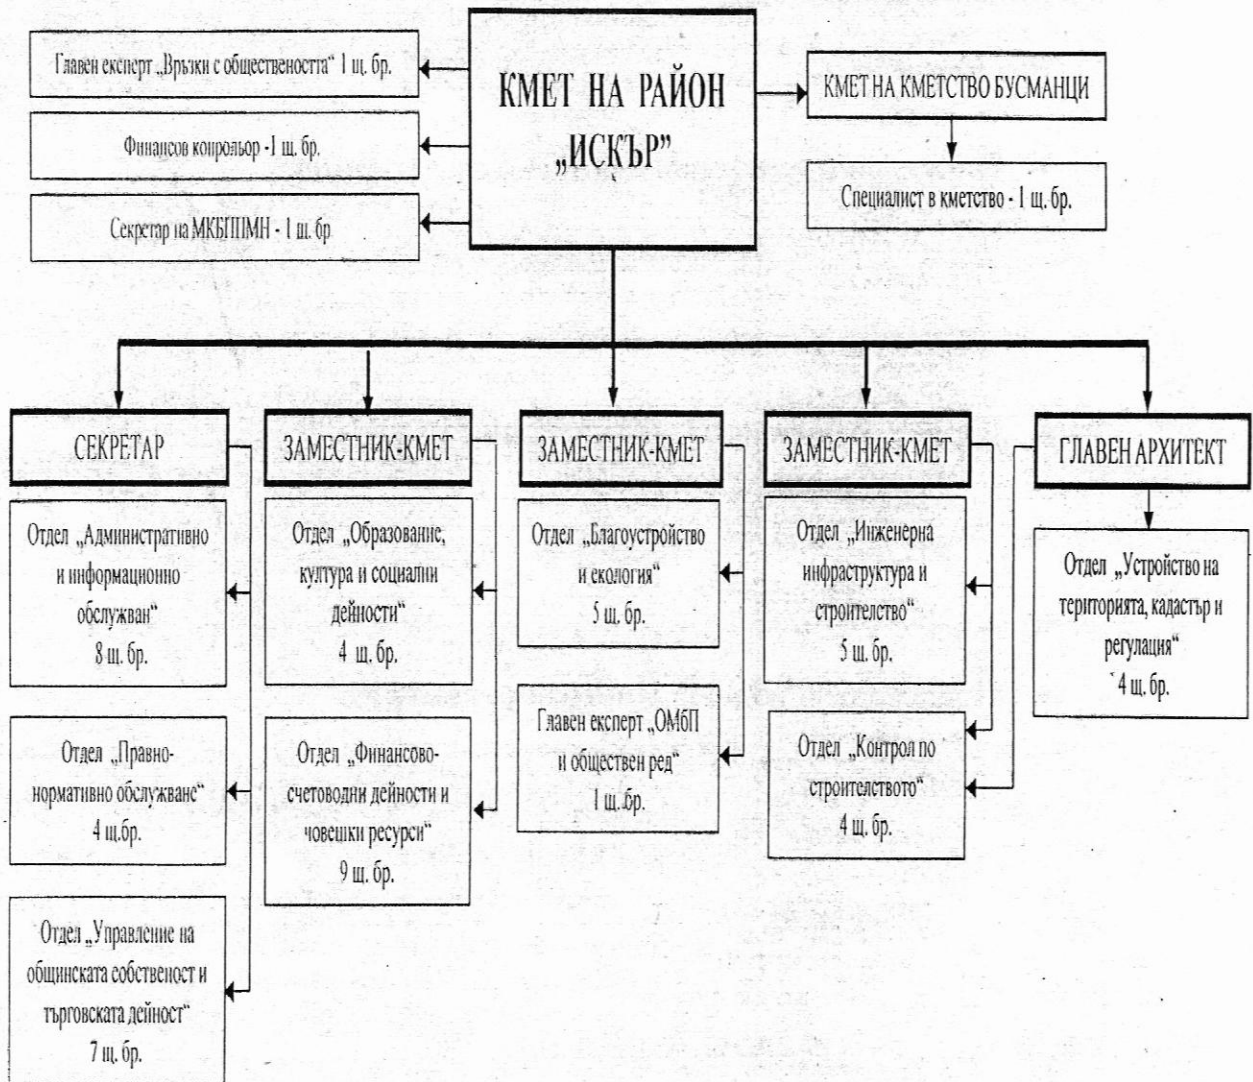 Главен експерт „Връзки с обществеността“ 1 щ. бр.
Финансов конрольор -1 щ. бр.
Секретар на МКБППМН - 1 щ. бр
КМЕТ НА РАЙОН
„ИСКЪР”
КМЕТ НА КМЕТСТВО БУСМАНЦИ
Специалист в кметство - 1 щ. бр.
СЕКРЕТАР
Отдел „Административно
и информационно
обслужван“
8 щ. бр.
Отдел „Правно-
нормативно обслужване“
4 щ.бр.
Отдел „Управление на
общинската собственост и
търговската дейност“
7 щ. бр.
ЗАМЕСТНИК-КМЕТ
Отдел „Образование,
култура и социални
дейности“
4 щ. бр.
Отдел „Финансово-
счетоводни дейности и
човешки ресурси“
9 щ. бр.
ЗАМЕСТНИК-КМЕТ
Отдел „Благоустройство
и екология“
5 щ. бр.
Главен експерт „ОМбП
и обществен ред“
1 щ. бр.
ЗАМЕСТНИК-КМЕТ
Отдел „Инженерна
инфраструктура и
строителство“
5 щ. бр.
Отдел „Контрол по
строителството“
4 щ. бр.
ГЛАВЕН АРХИТЕКТ
Отдел „Устройство на
територията, кадастър и
регулация“
4 щ. бр.